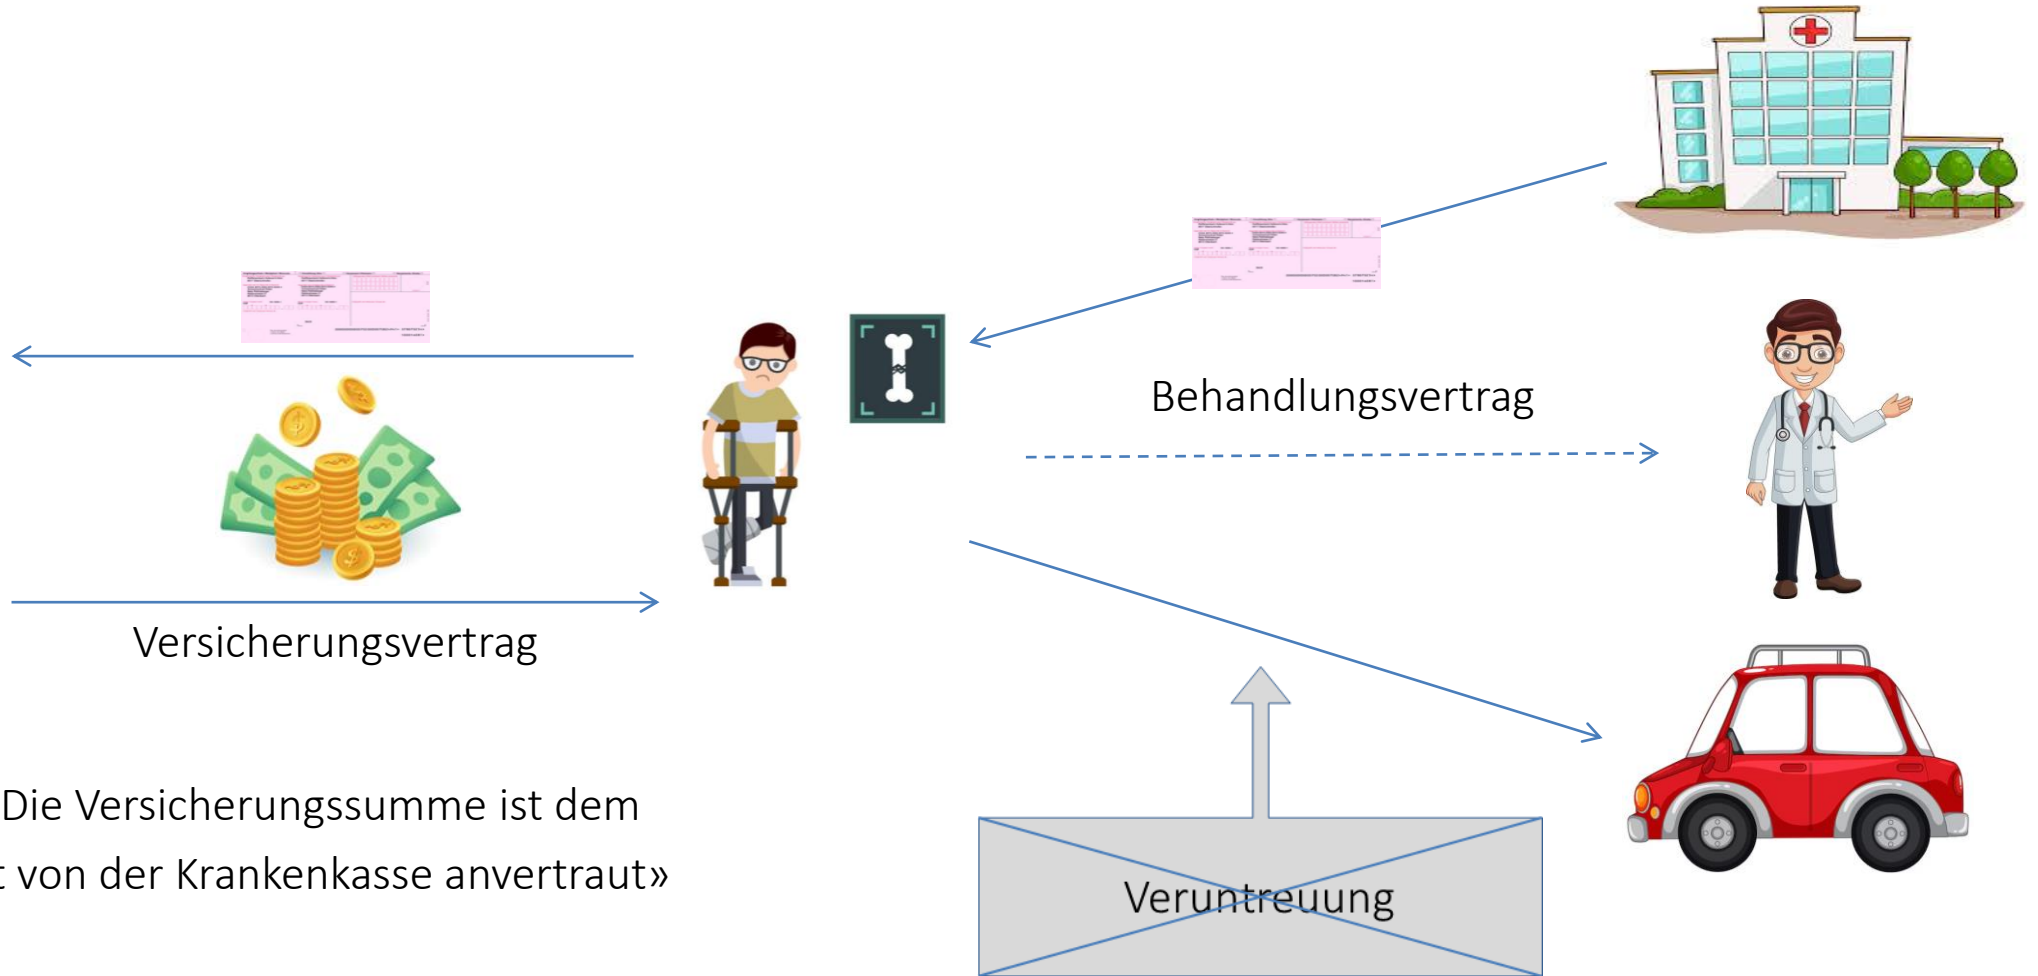 Behandlungsvertrag
Versicherungsvertrag
Die Versicherungssumme ist dem
t von der Krankenkasse anvertraut»
Veruntreuung